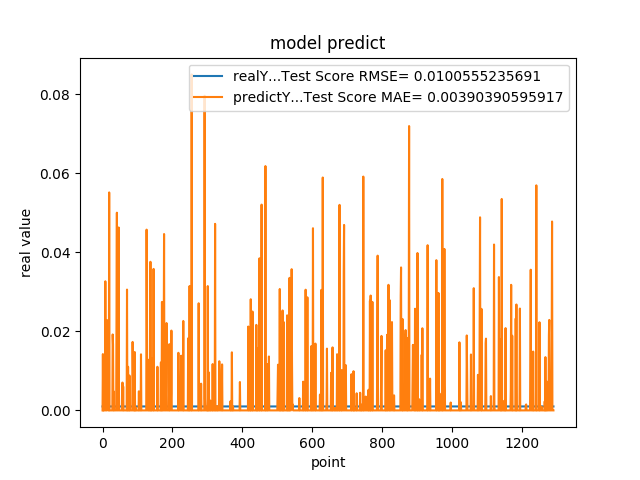 model predict
realY...Test Score RMSE= 0.0100555235691
predictY...Test Score MAE= 0.00390390595917
0.08
0.06
0.04
0.02
0.00
real value
0 200 400 600 800 1000 1200
point